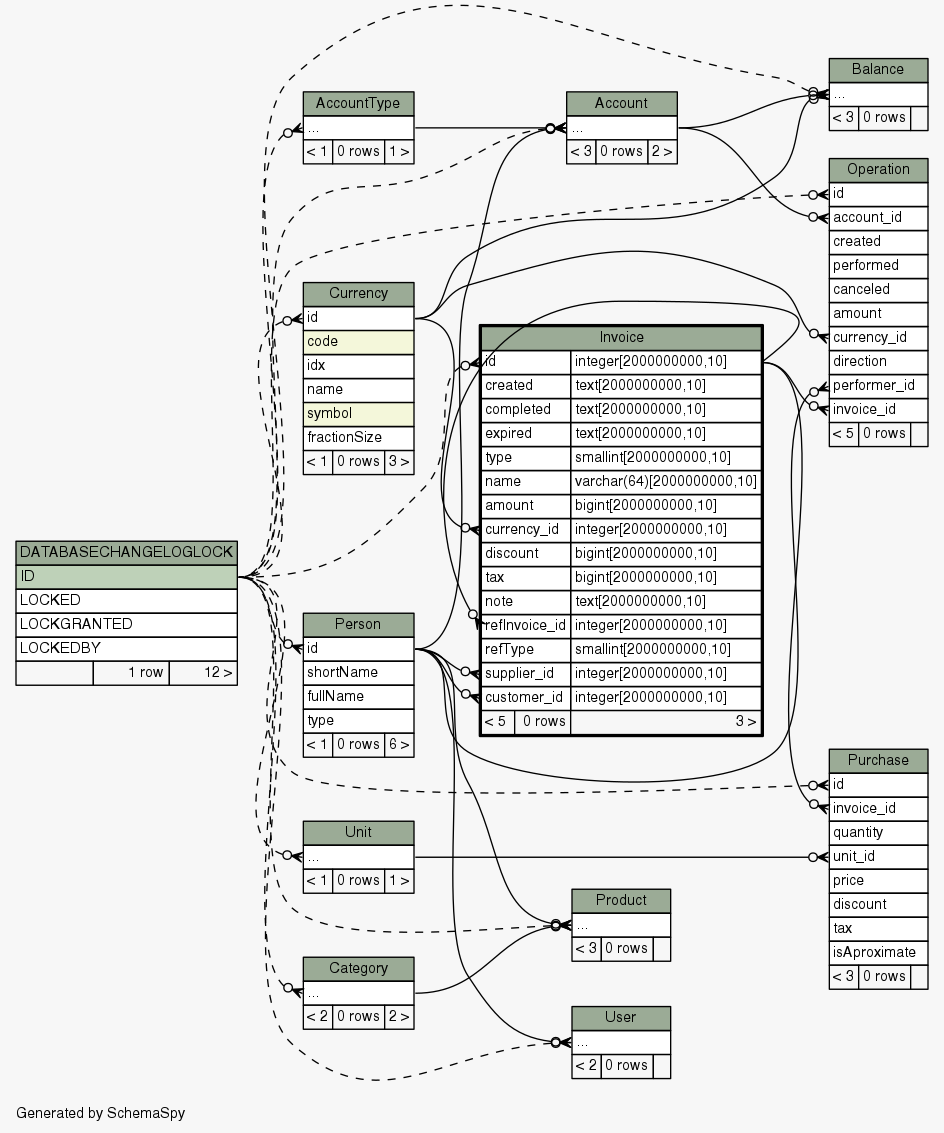 Balance
...
< 3 0 rows
AccountType
...
< 1 0 rows 1 >
Account
...
< 3 0 rows 2 >
Operation
id
account_id
created
performed
canceled
amount
currency_id
direction
performer_id
invoice_id
< 5 0 rows
Currency
id
code
idx
name
symbol
fractionSize
< 1 0 rows 3 >
Invoice
id integer[2000000000,10]
created text[2000000000,10]
completed text[2000000000,10]
expired text[2000000000,10]
type smallint[2000000000,10]
name varchar(64)[2000000000,10]
amount bigint[2000000000,10]
currency_id integer[2000000000,10]
discount bigint[2000000000,10]
tax bigint[2000000000,10]
note text[2000000000,10]
refInvoice_id integer[2000000000,10]
refType smallint[2000000000,10]
supplier_id integer[2000000000,10]
customer_id integer[2000000000,10]
< 5 0 rows 3 >
DATABASECHANGELOGLOCK
ID
LOCKED
LOCKGRANTED
LOCKEDBY
1 row 12 >
Person
id
shortName
fullName
type
< 1 0 rows 6 >
Purchase
id
invoice_id
quantity
unit_id
price
discount
tax
isAproximate
< 3 0 rows
Unit
...
< 1 0 rows 1 >
Product
...
< 3 0 rows
Category
...
< 2 0 rows 2 >
User
...
< 2 0 rows
Generated by SchemaSpy